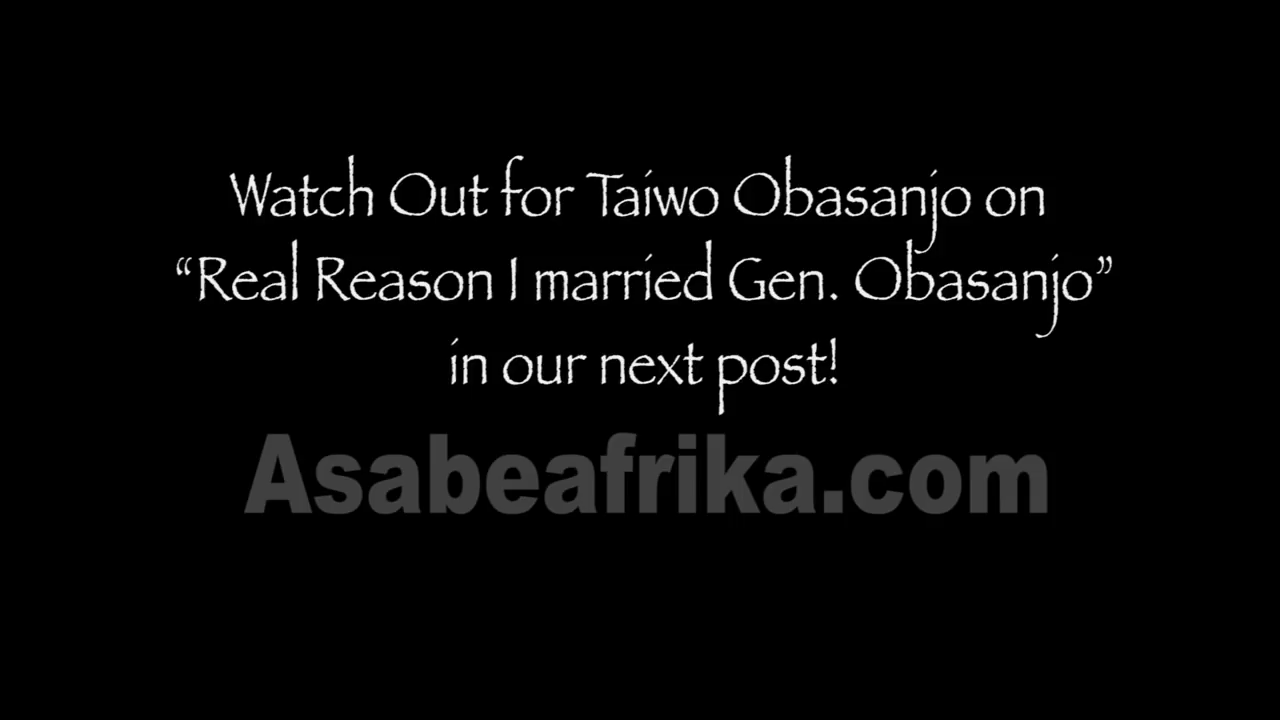 Watch Out for Taiwo Obasanjo on
“Real Reason I married Gen. Obasanjo”
in our next post!
Asabeafrika.com